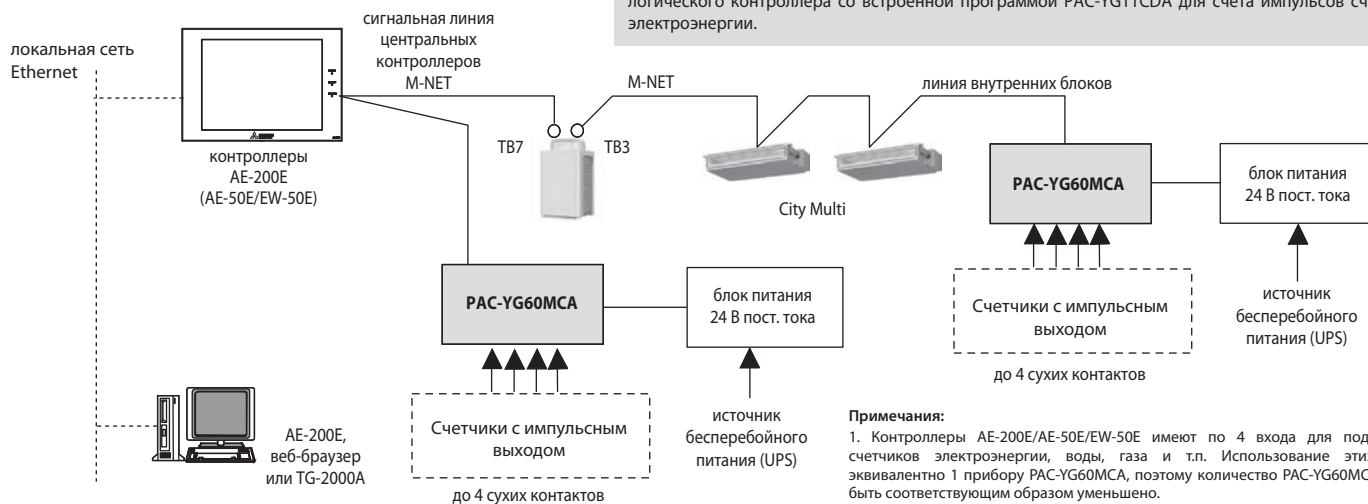 логического контроллера со встроенной программой PAC-YG11CDA для счета импульсов сч
электроэнергии.
локальная сеть
Ethernet
сигнальная линия
центральных
контроллеров
M-NET
M-NET
линия внутренних блоков
TB7
TB3
контроллеры
AE-200E
(AE-50E/EW-50E)
City Multi
PAC-YG60MCA
блок питания
24 В пост. тока
Счетчики с импульсным
выходом
до 4 сухих контактов
источник
бесперебойного
питания (UPS)
PAC-YG60MCA
блок питания
24 В пост. тока
Счетчики с импульсным
выходом
до 4 сухих контактов
источник
бесперебойного
питания (UPS)
AE-200E,
веб-браузер
или TG-2000A
Примечания:
1. Контроллеры AE-200E/AE-50E/EW-50E имеют по 4 входа для под
счетчиков электроэнергии, воды, газа и т.п. Использование эти
эквивалентно 1 прибору PAC-YG60MCA, поэтому количество PAC-YG60MC
быть соответствующим образом уменьшено.